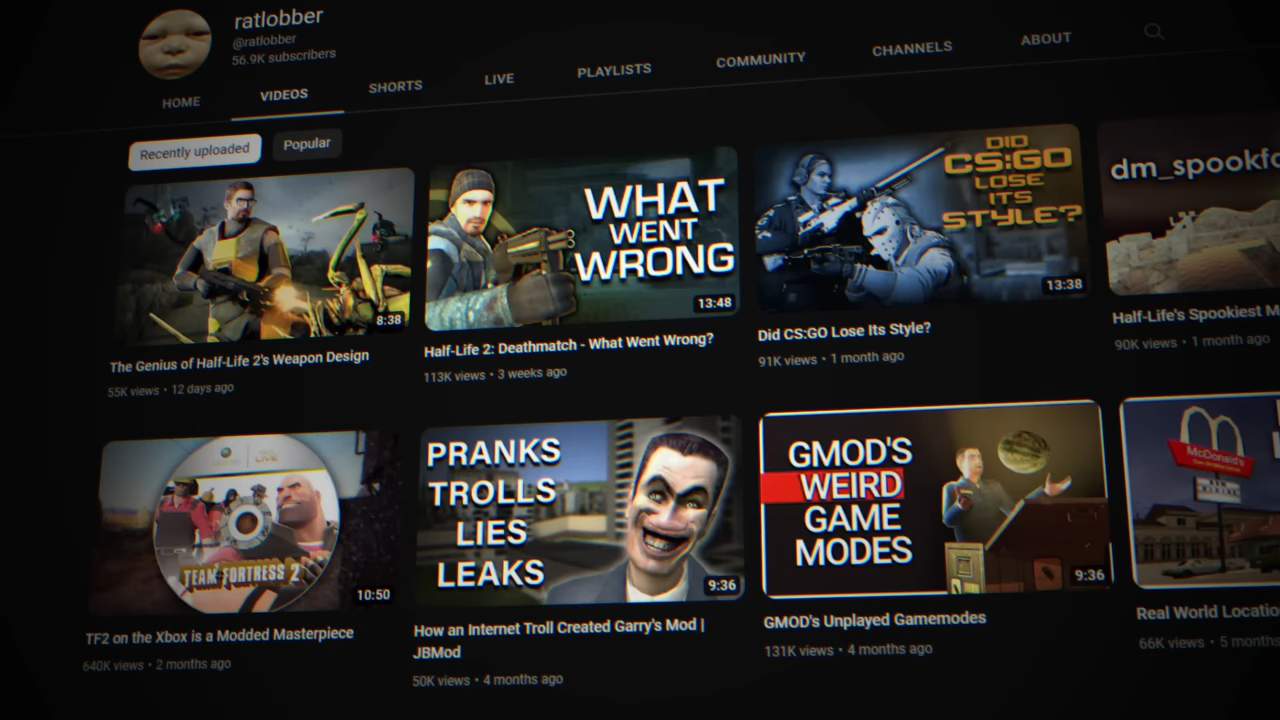 ratlobber
@ratlobber
56.9K subscribers
HOME
VIDEOS
SHORTS
LIVE
PLAYLISTS
COMMUNITY
CHANNELS
ABOUT
Recently uploaded
Popular
8:38
The Genius of Half-Life 2's Weapon Design
55K views • 12 days ago
WHAT
WENT
WRONG
13:48
Half-Life 2: Deathmatch - What Went Wrong?
113K views • 3 weeks ago
DID
CS:GO
LOSE
ITS
STYLE?
13:38
Did CS:GO Lose Its Style?
91K views • 1 month ago
dm_spookfo
Half-Life's Spookiest M
90K views • 1 month ago
LIVE
TEAM FORTRESS 2
10:50
TF2 on the Xbox is a Modded Masterpiece
640K views • 2 months ago
PRANKS
TROLLS
LIES
LEAKS
9:36
How an Internet Troll Created Garry's Mod |
JBMod
50K views • 4 months ago
GMOD'S
WEIRD
GAME
MODES
9:36
GMOD's Unplayed Gamemodes
131K views • 4 months ago
McDonald's
Real World Locatio
66K views • 5 months